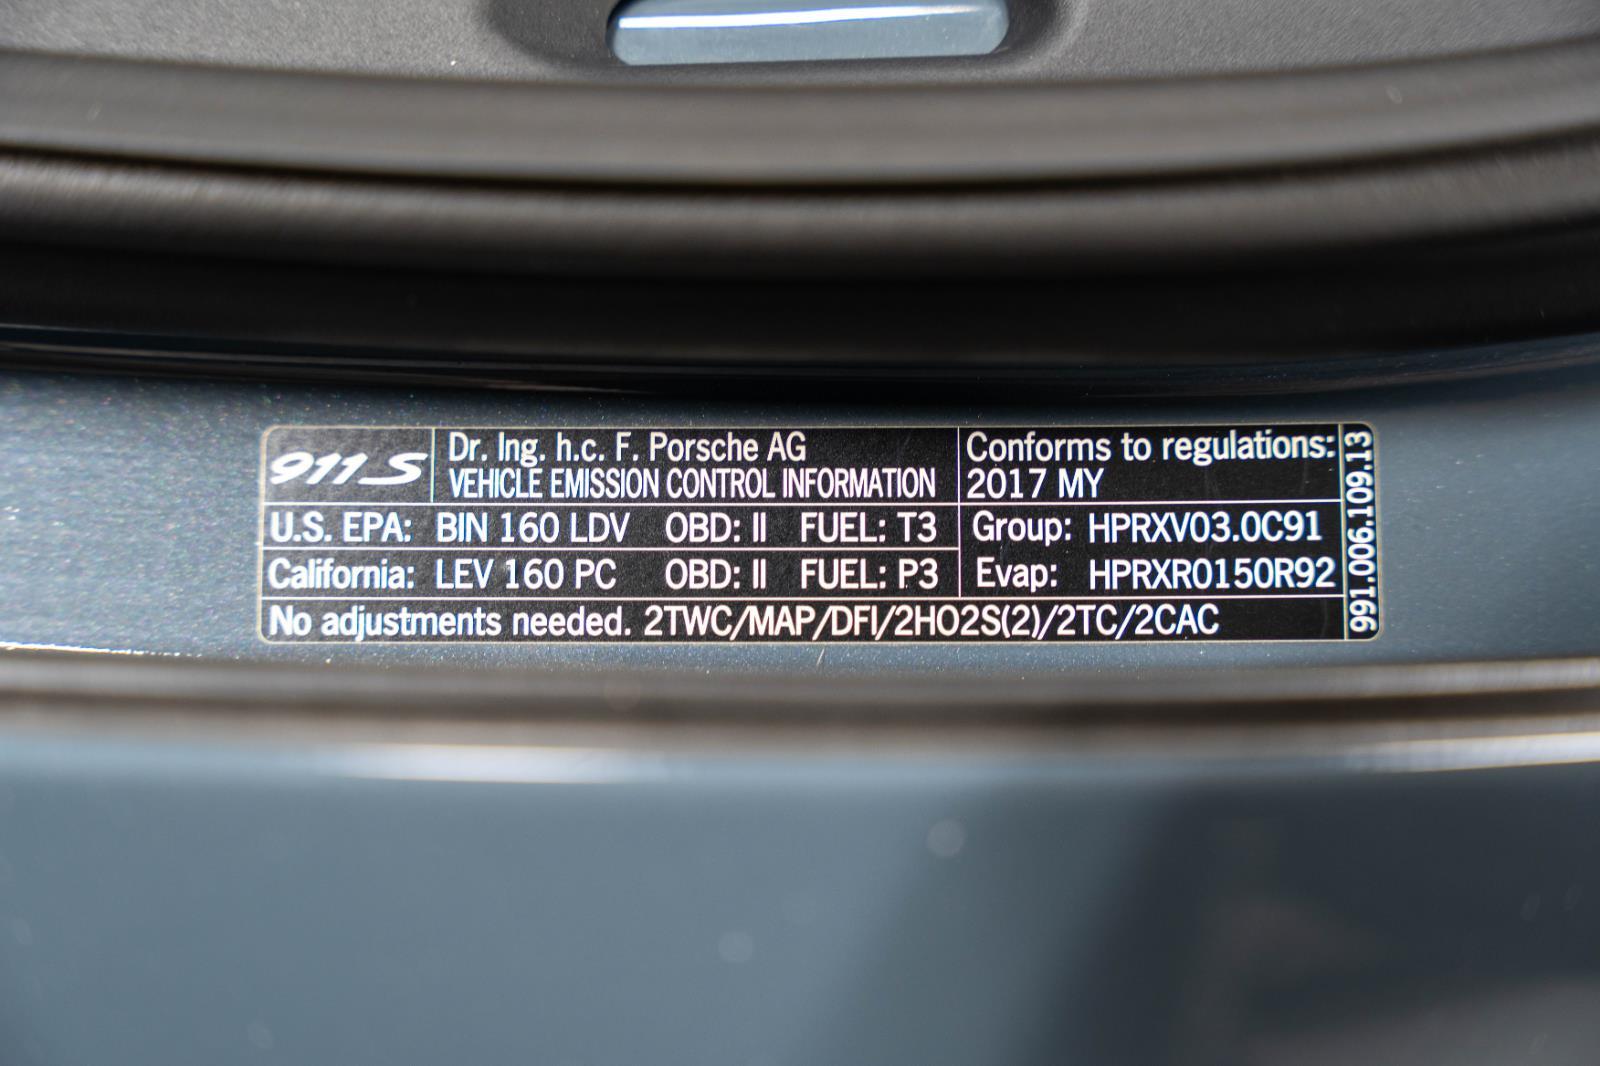 911 S
Dr. Ing. h.c. F. Porsche AG
VEHICLE EMISSION CONTROL INFORMATION
Conforms to regulations:
2017 MY
U.S. EPA: BIN 160 LDV OBD: II FUEL: T3
California: LEV 160 PC OBD: II FUEL: P3
Group: HPRXV03.0C91
Evap: HPRXR0150R92
No adjustments needed. 2TWC/MAP/DFI/2HO2S(2)/2TC/2CAC
991.006.109.13